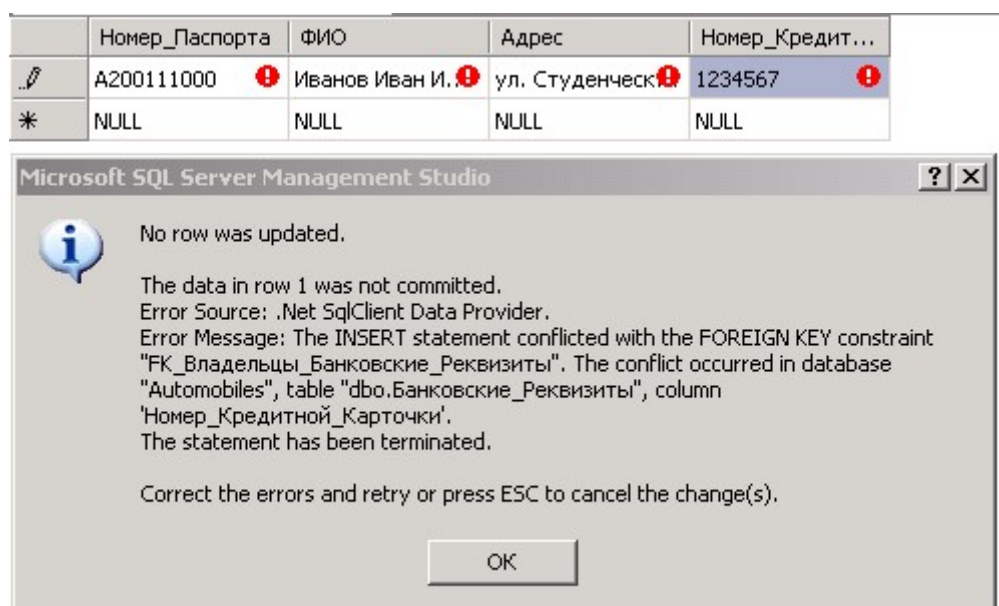 Номер_Паспорта ФИО Адрес Номер_Кредит...
А200111000 Иванов Иван И... ул. Студенческ 1234567
NULL NULL NULL NULL
Microsoft SQL Server Management Studio
No row was updated.
The data in row 1 was not committed.
Error Source: .Net SqlClient Data Provider.
Error Message: The INSERT statement conflicted with the FOREIGN KEY constraint
"FK_Владельцы_Банковские_Реквизиты". The conflict occurred in database
"Automobiles", table "dbo.Банковские_Реквизиты", column
'Номер_Кредитной_Карточки'.
The statement has been terminated.
Correct the errors and retry or press ESC to cancel the change(s).
OK